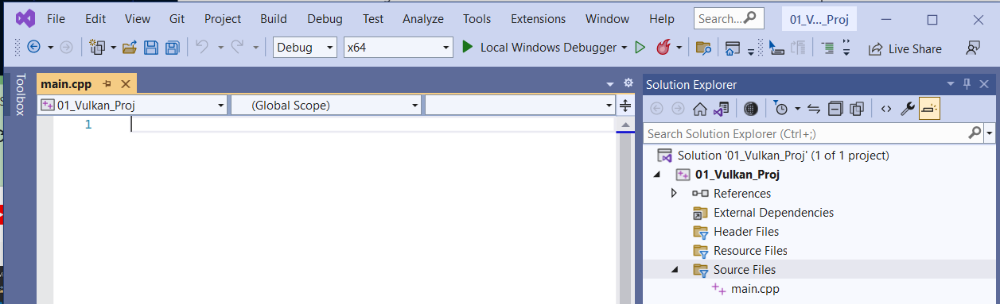 File Edit View Git Project Build Debug Test Analyze Tools Extensions Window Help Search... 01_V..._Proj
Debug x64 Local Windows Debugger Live Share
Toolbox
main.cpp
01_Vulkan_Proj (Global Scope)
1
Solution Explorer
Search Solution Explorer (Ctrl+;)
Solution '01_Vulkan_Proj' (1 of 1 project)
01_Vulkan_Proj
References
External Dependencies
Header Files
Resource Files
Source Files
main.cpp